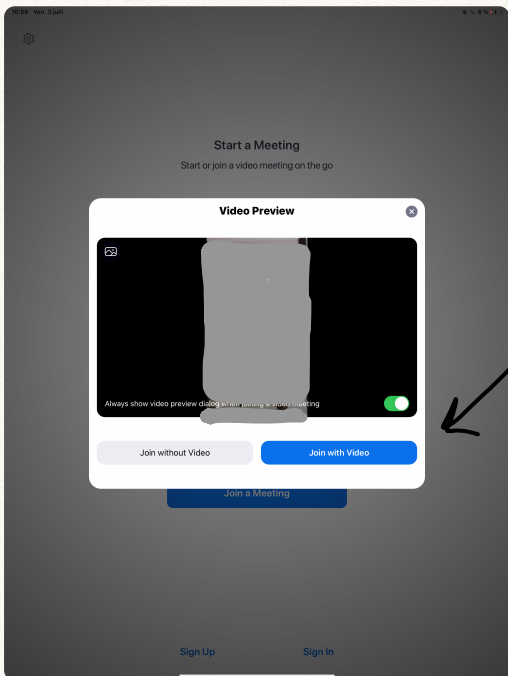 10:58 Ven. 3 juil.
8 %
Start a Meeting
Start or join a video meeting on the go
Video Preview
Always show video preview dialog when joining a video meeting
Join without Video
Join with Video
Join a Meeting
Sign Up
Sign In